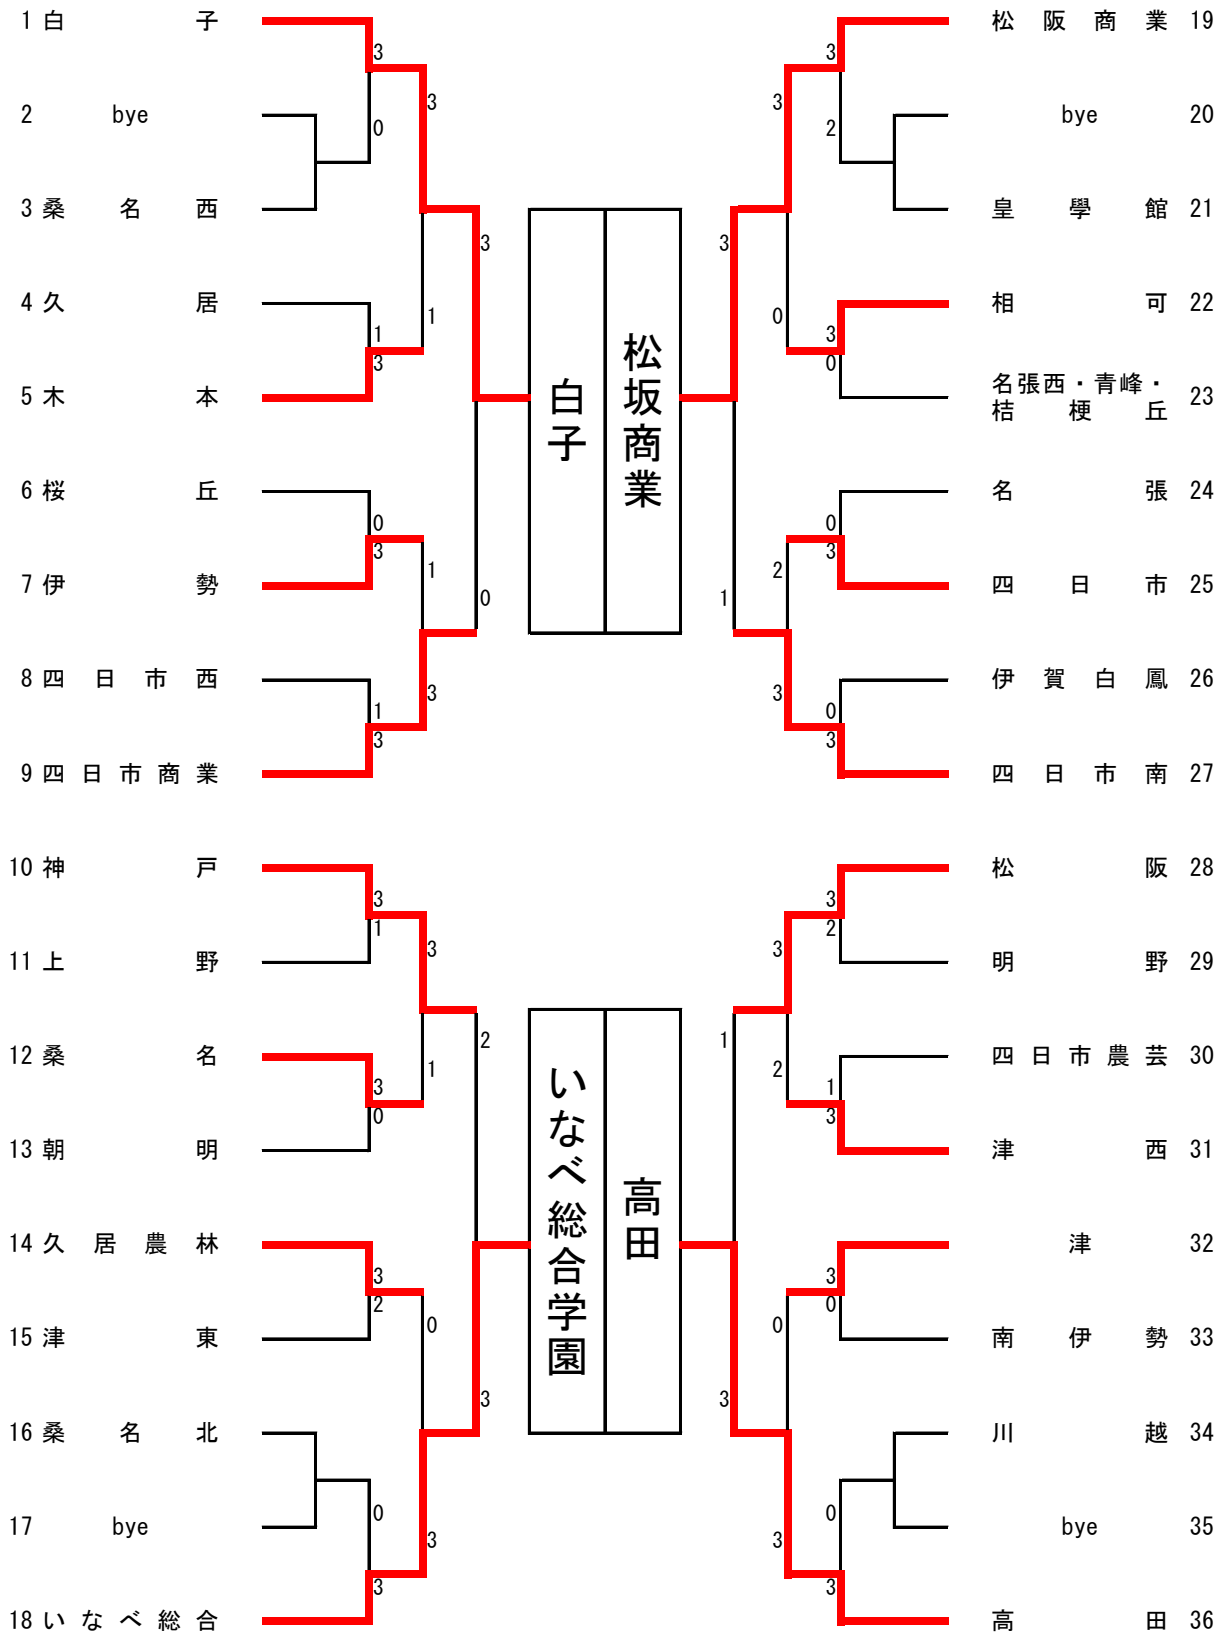 1 白子
3
3
2 bye
0
3 桑名西
3
4 久居
1
1
3
5 木本
6 桜丘
0
3
1
7 伊勢
0
8 四日市西
3
1
3
9 四日市商業
白子
松坂商業
松阪商業 19
3
3
bye 20
2
皇學館 21
3
相可 22
0
3
0
名張西・青峰・
桔梗丘 23
名張 24
0
3
2
四日市 25
1
伊賀白鳳 26
3
0
3
四日市南 27
10 神戸
3
1
3
11 上野
2
12 桑名
1
3
0
13 朝明
14 久居農林
3
2
0
15 津東
3
16 桑名北
17 bye
0
3
3
18 いなべ総合
いなべ総合学園
高田
松阪 28
3
2
3
明野 29
1
四日市農芸 30
2
1
3
津西 31
津 32
3
0
0
南伊勢 33
3
川越 34
bye 35
0
3
3
高田 36